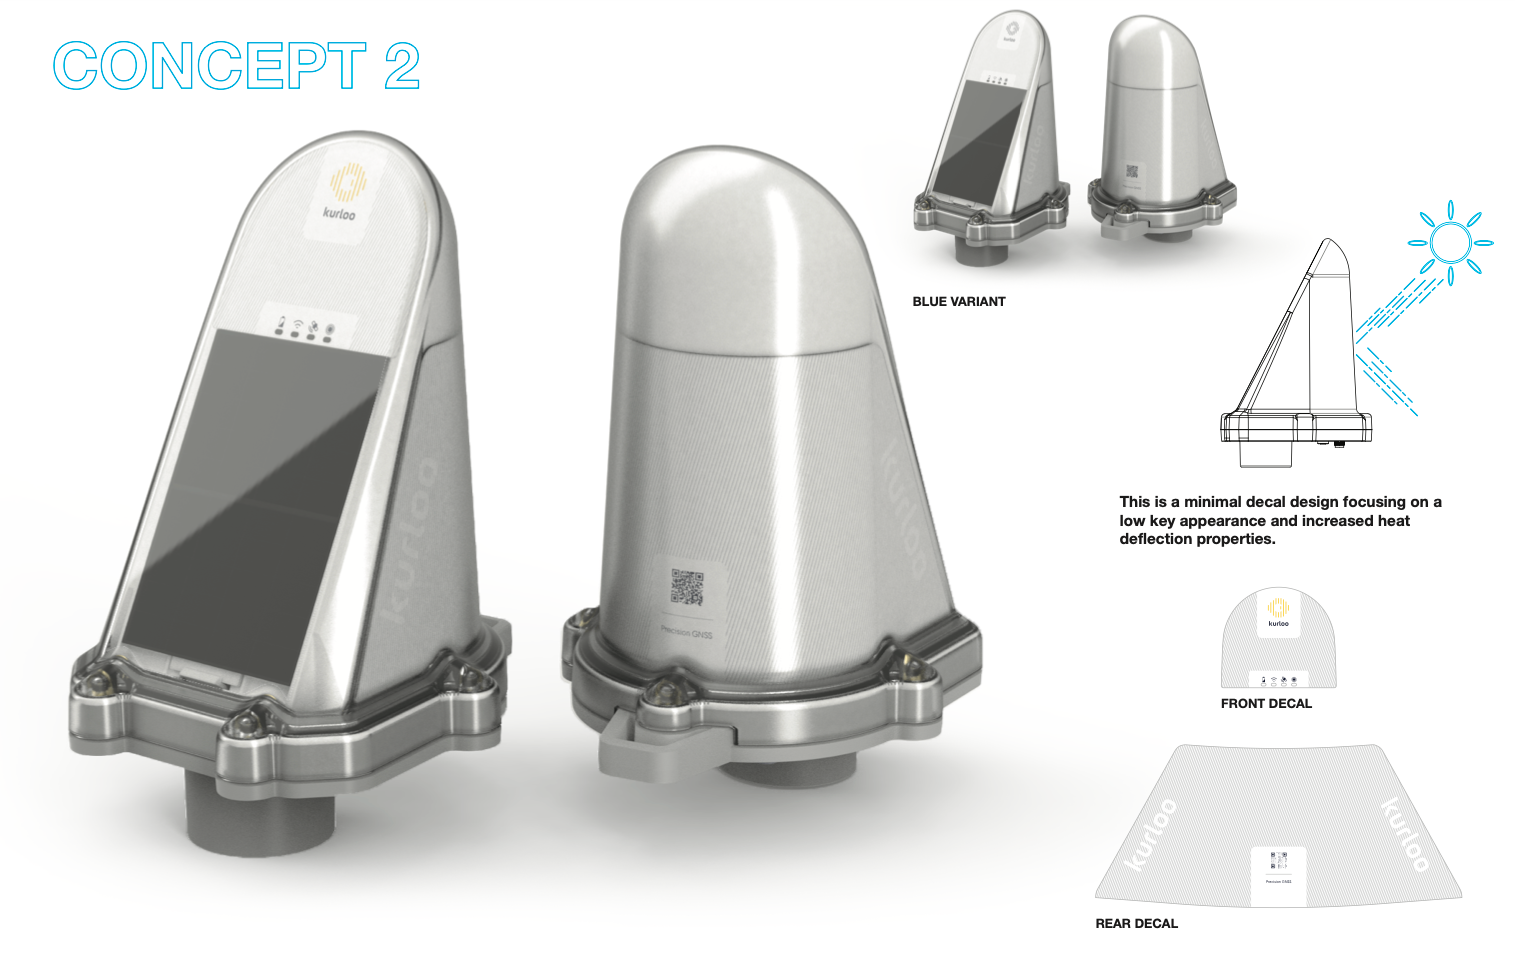 CONCEPT 2
kurloo
kurloo
kurloo
Precision GNSS
kurloo
BLUE VARIANT
This is a minimal decal design focusing on a
low key appearance and increased heat
deflection properties.
kurloo
FRONT DECAL
kurloo
kurloo
Precision GNSS
REAR DECAL